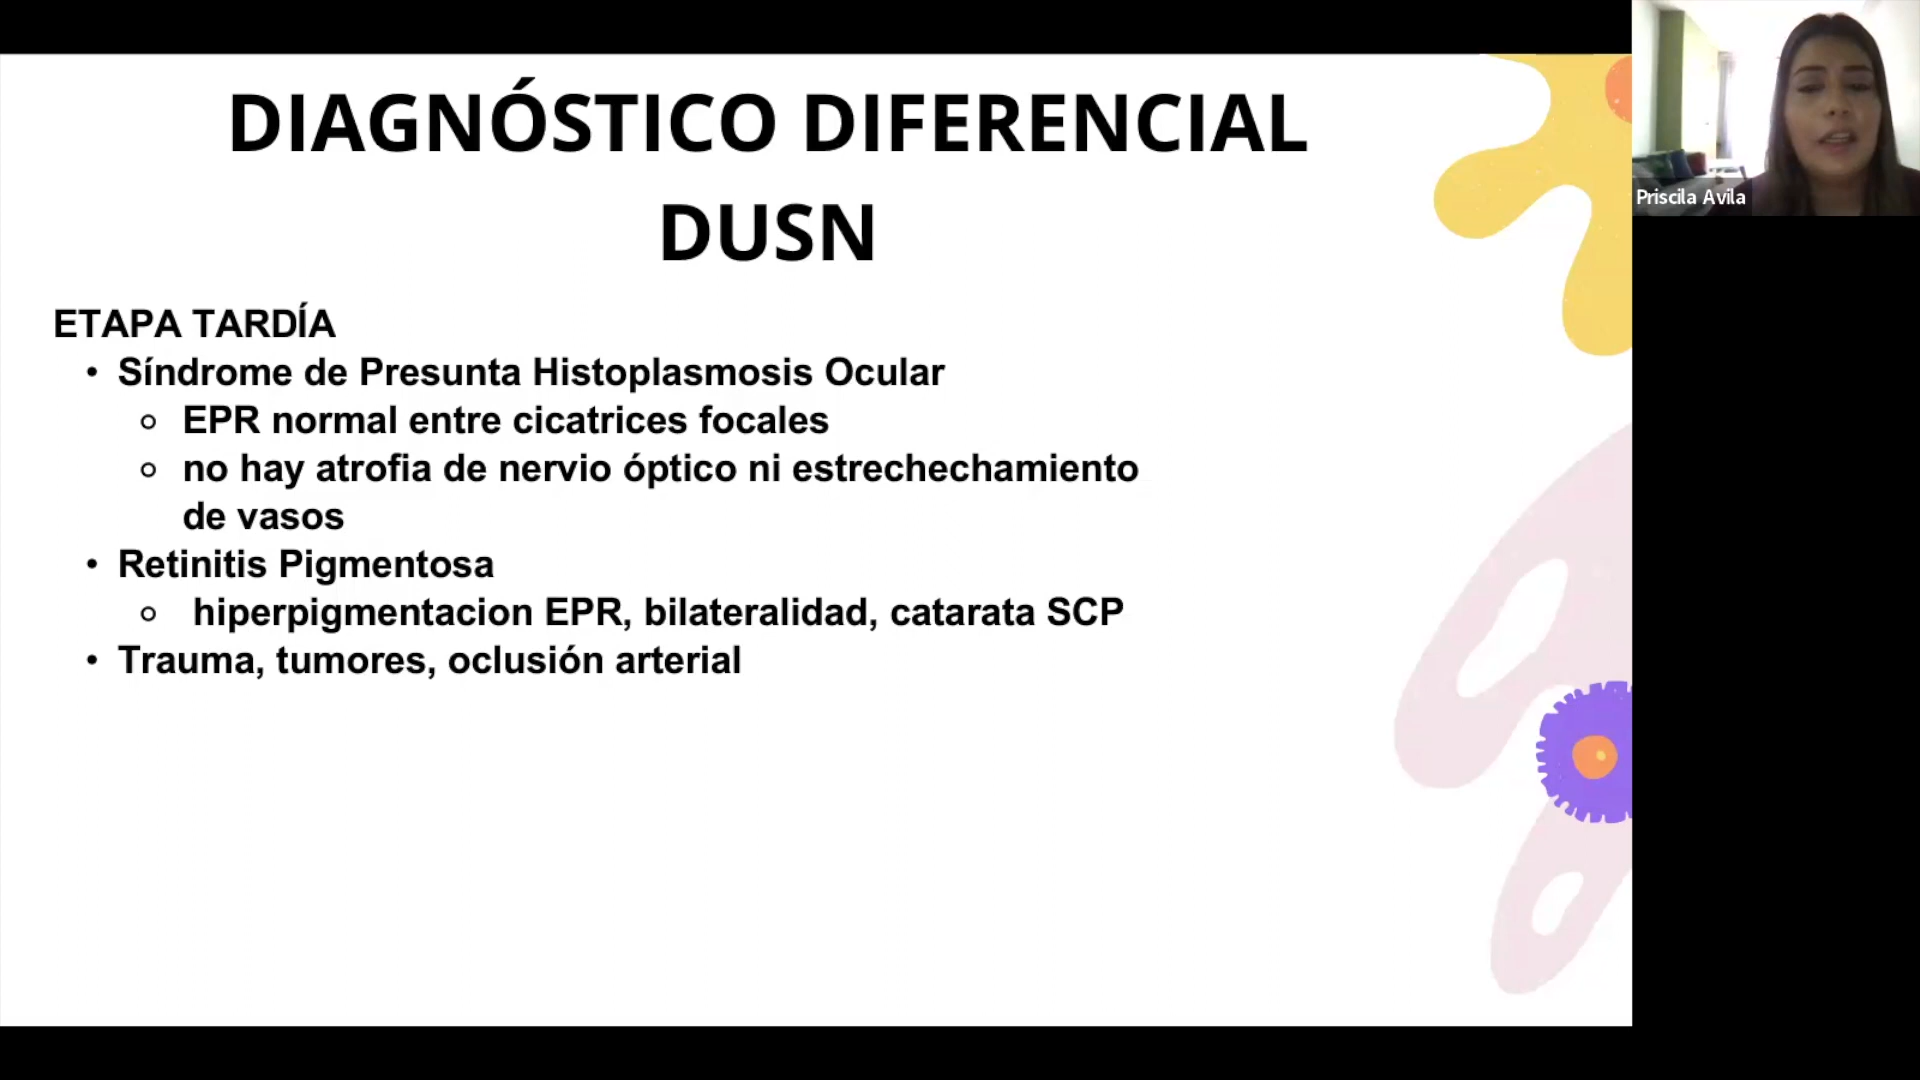 DIAGNÓSTICO DIFERENCIAL
DUSN
Priscila Avila
ETAPA TARDÍA
• Síndrome de Presunta Histoplasmosis Ocular
○ EPR normal entre cicatrices focales
○ no hay atrofia de nervio óptico ni estrechechamiento
de vasos
• Retinitis Pigmentosa
○ hiperpigmentacion EPR, bilateralidad, catarata SCP
• Trauma, tumores, oclusión arterial